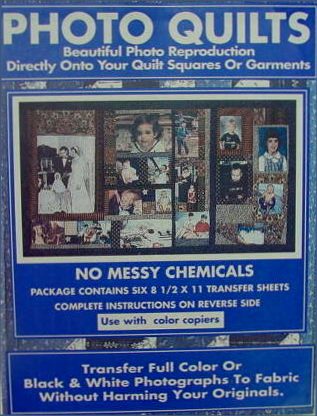 PHOTO QUILTS
Beautiful Photo Reproduction
Directly Onto Your Quilt Squares Or Garments
NO MESSY CHEMICALS
PACKAGE CONTAINS SIX 8 1/2 X 11 TRANSFER SHEETS
COMPLETE INSTRUCTIONS ON REVERSE SIDE
Use with color copiers
Transfer Full Color Or
Black & White Photographs To Fabric
Without Harming Your Originals.